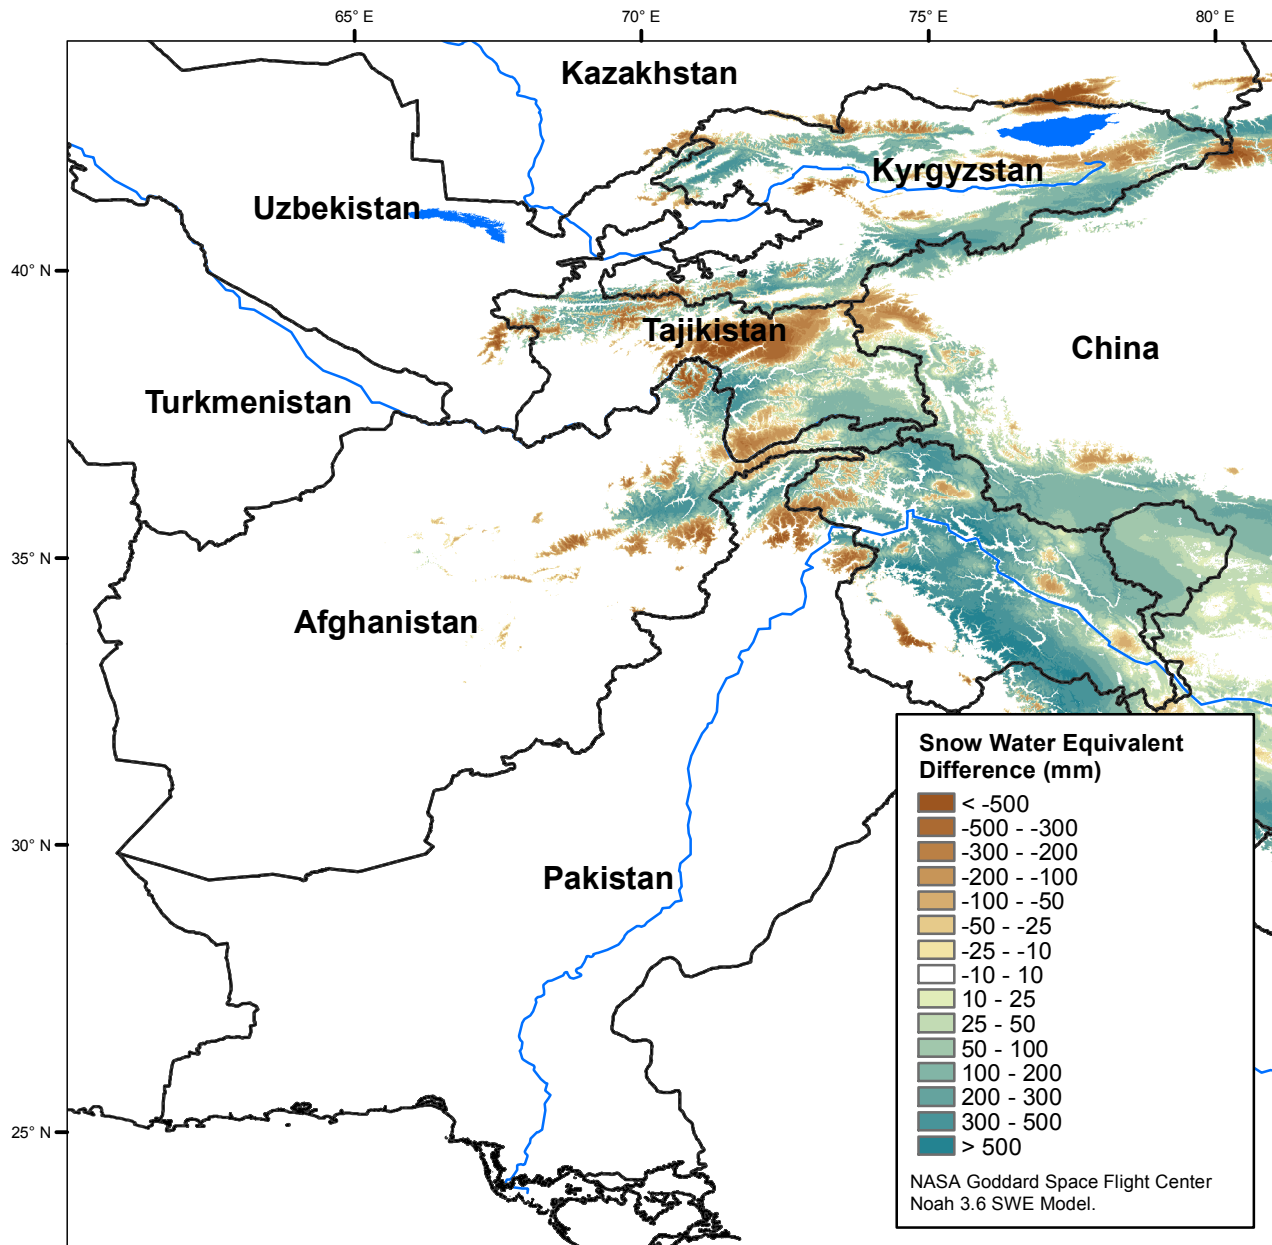 65° E
70° E
75° E
80° E
Kazakhstan
Kyrgyzstan
Uzbekistan
40° N
Tajikistan
China
Turkmenistan
35° N
Afghanistan
Snow Water Equivalent
Difference (mm)
< -500
-500 - -300
-300 - -200
-200 - -100
-100 - -50
-50 - -25
-25 - -10
-10 - 10
10 - 25
25 - 50
50 - 100
100 - 200
200 - 300
300 - 500
> 500
NASA Goddard Space Flight Center
Noah 3.6 SWE Model.
30° N
Pakistan
25° N